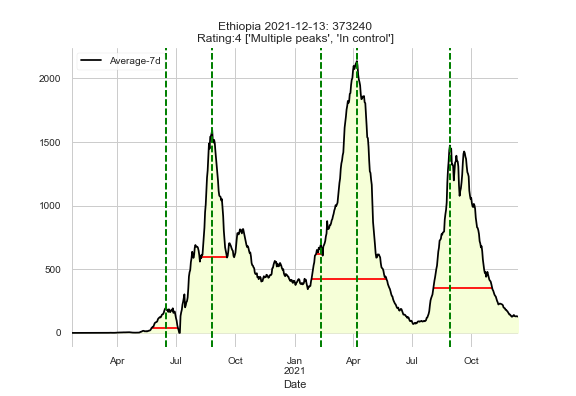 Ethiopia 2021-12-13: 373240
Rating:4 ['Multiple peaks', 'In control']
Average-7d
2000
1500
1000
500
0
Apr Jul Oct Jan Apr Jul Oct
2021
Date